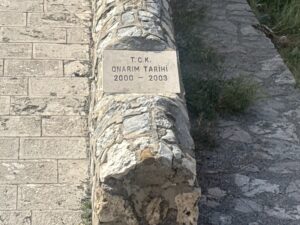 T.C.K.
ONARIM TARİHİ
2000 - 2003